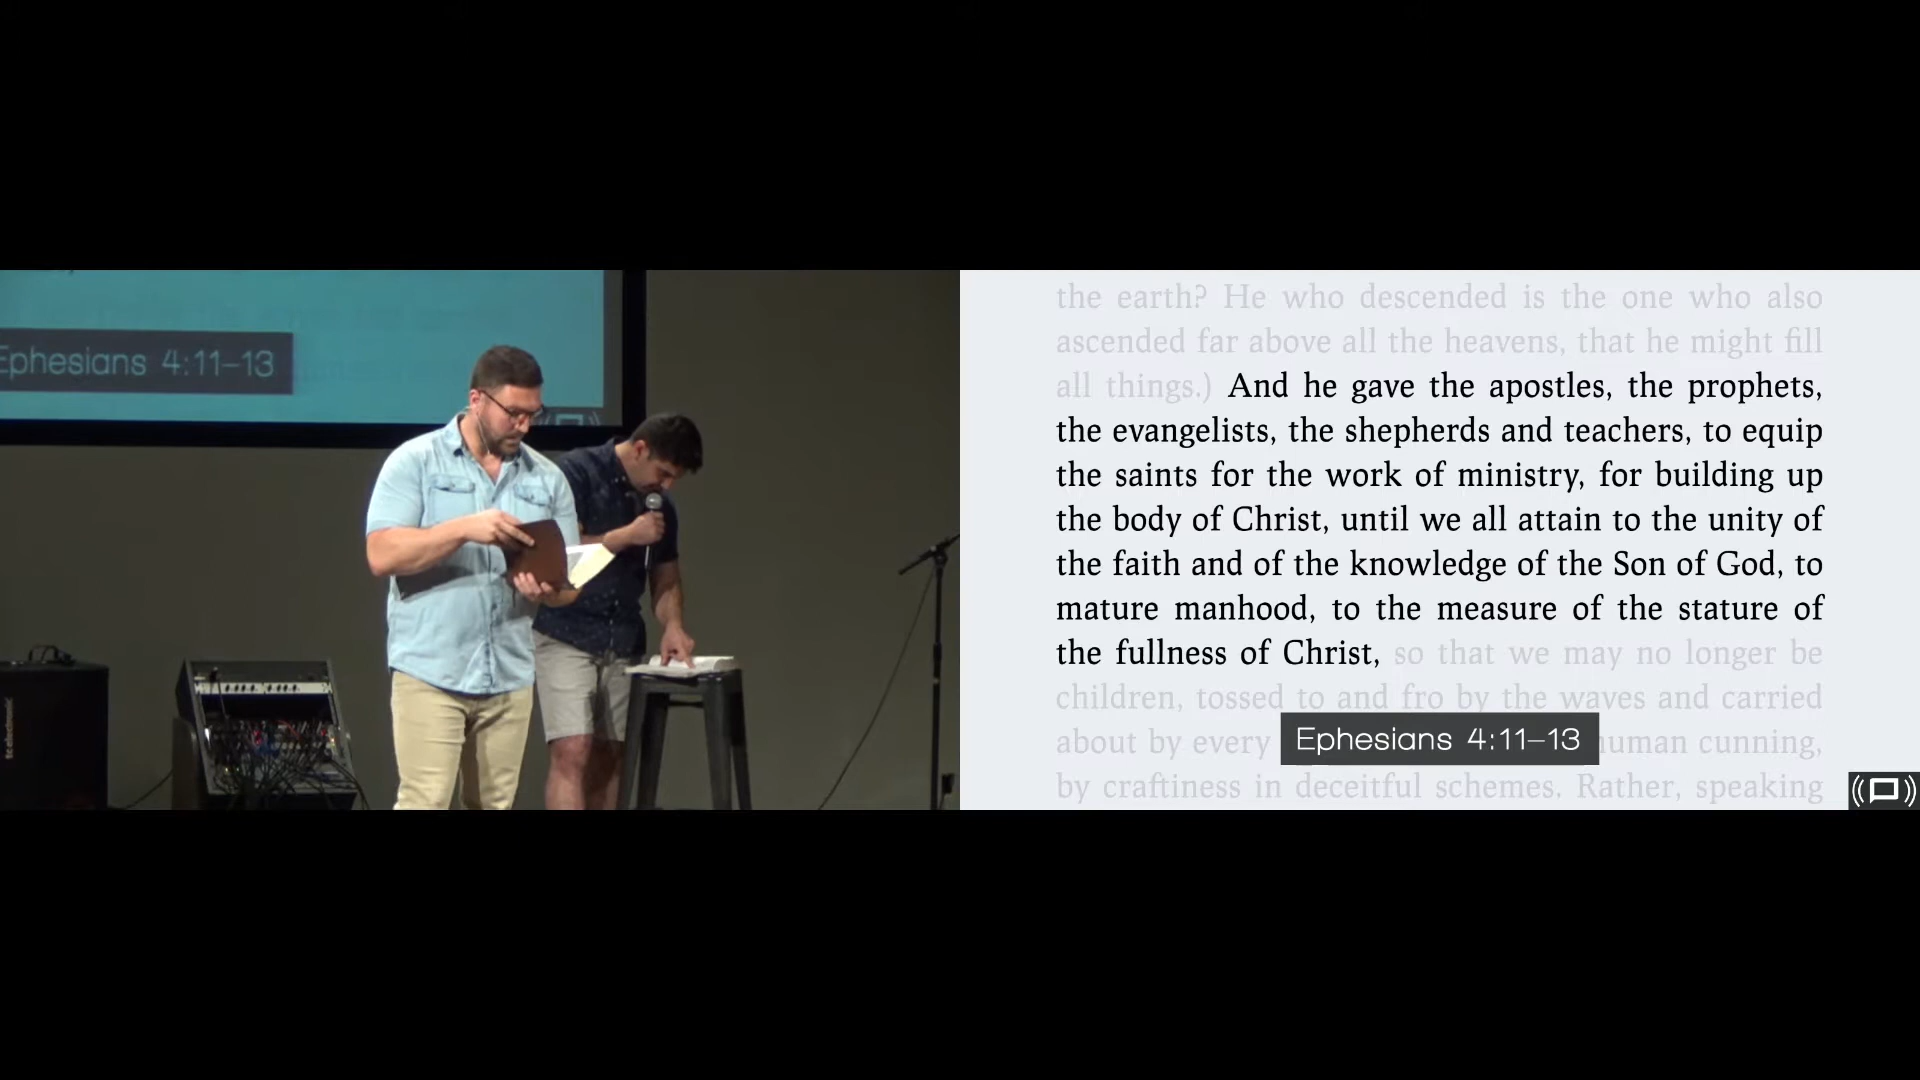 Ephesians 4:11–13
tc electronic
the earth? He who descended is the one who also
ascended far above all the heavens, that he might fill
all things.) And he gave the apostles, the prophets,
the evangelists, the shepherds and teachers, to equip
the saints for the work of ministry, for building up
the body of Christ, until we all attain to the unity of
the faith and of the knowledge of the Son of God, to
mature manhood, to the measure of the stature of
the fullness of Christ, so that we may no longer be
children, tossed to and fro by the waves and carried
about by every human cunning,
Ephesians 4:11–13
by craftiness in deceitful schemes. Rather, speaking